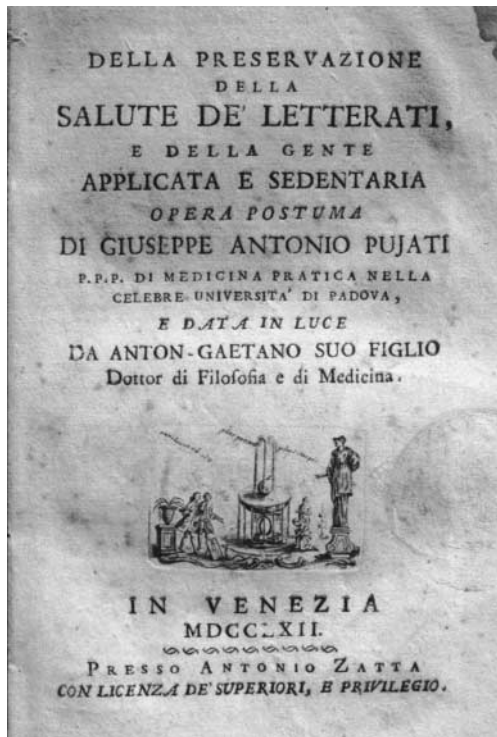 DELLA PRESERVAZIONE
DELLA
SALUTE DE' LETTERATI,
E DELLA GENTE
APPLICATA E SEDENTARIA
OPERA POSTUMA
DI GIUSEPPE ANTONIO PUJATI
P.P.P. DI MEDICINA PRATICA NELLA
CELEBRE UNIVERSITA' DI PADOVA,
E DATA IN LUCE
DA ANTON-GAETANO SUO FIGLIO
Dottor di Filosofia e di Medicina.
IN VENEZIA
MDCCLXII.
PRESSO ANTONIO ZATTA
CON LICENZA DE' SUPERIORI, E PRIVILEGIO.